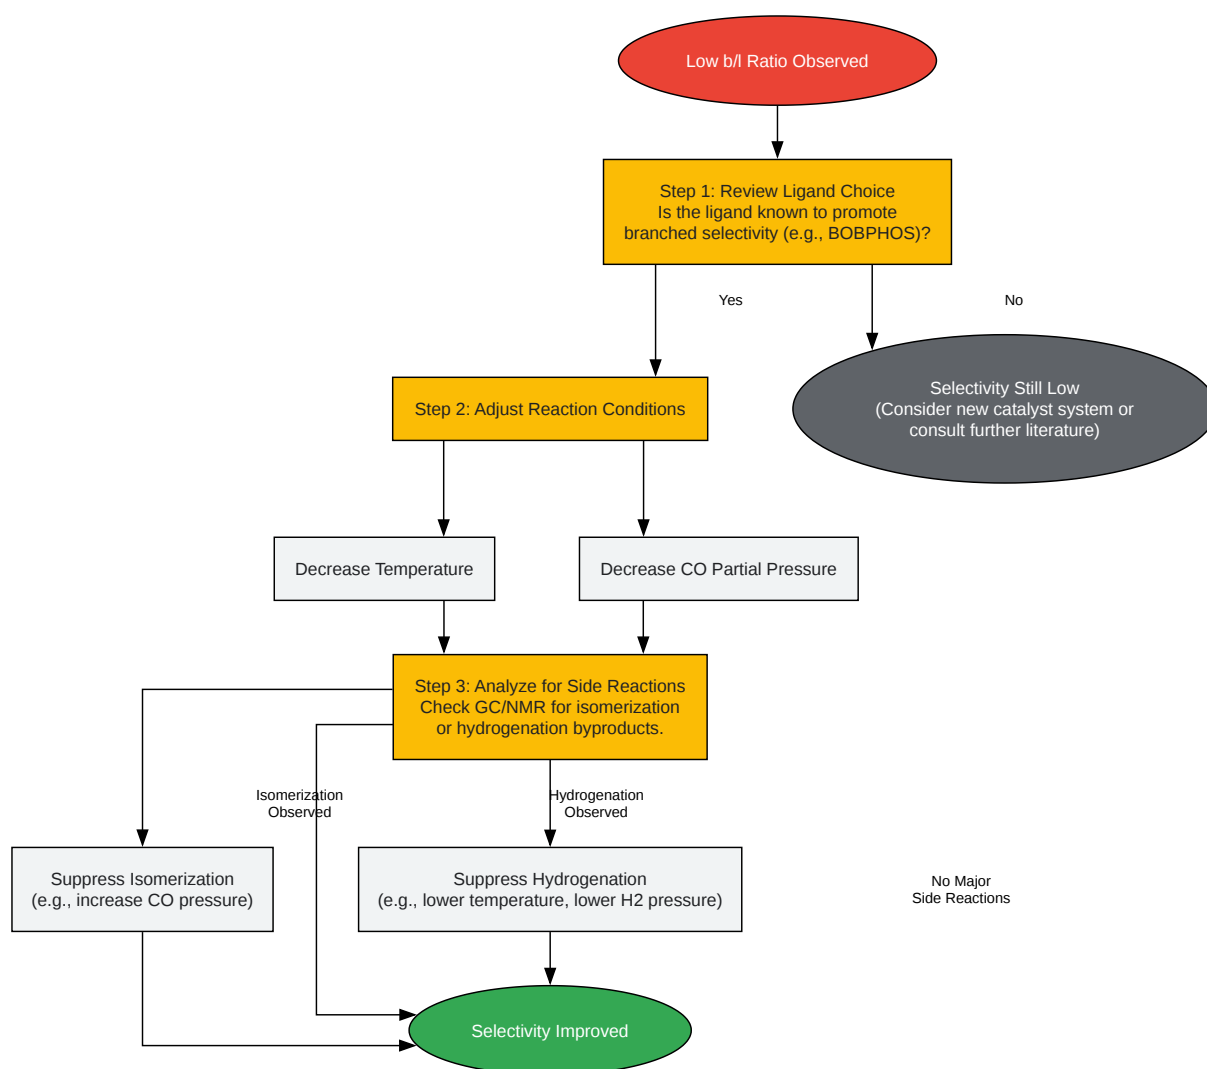 Low b/l Ratio Observed
Step 1: Review Ligand Choice
Is the ligand known to promote
branched selectivity (e.g., BOBPHOS)?
Yes
No
Step 2: Adjust Reaction Conditions
Selectivity Still Low
(Consider new catalyst system or
consult further literature)
Decrease Temperature
Decrease CO Partial Pressure
Step 3: Analyze for Side Reactions
Check GC/NMR for isomerization
or hydrogenation byproducts.
Isomerization
Observed
Hydrogenation
Observed
Suppress Isomerization
(e.g., increase CO pressure)
Suppress Hydrogenation
(e.g., lower temperature, lower H2 pressure)
No Major
Side Reactions
Selectivity Improved